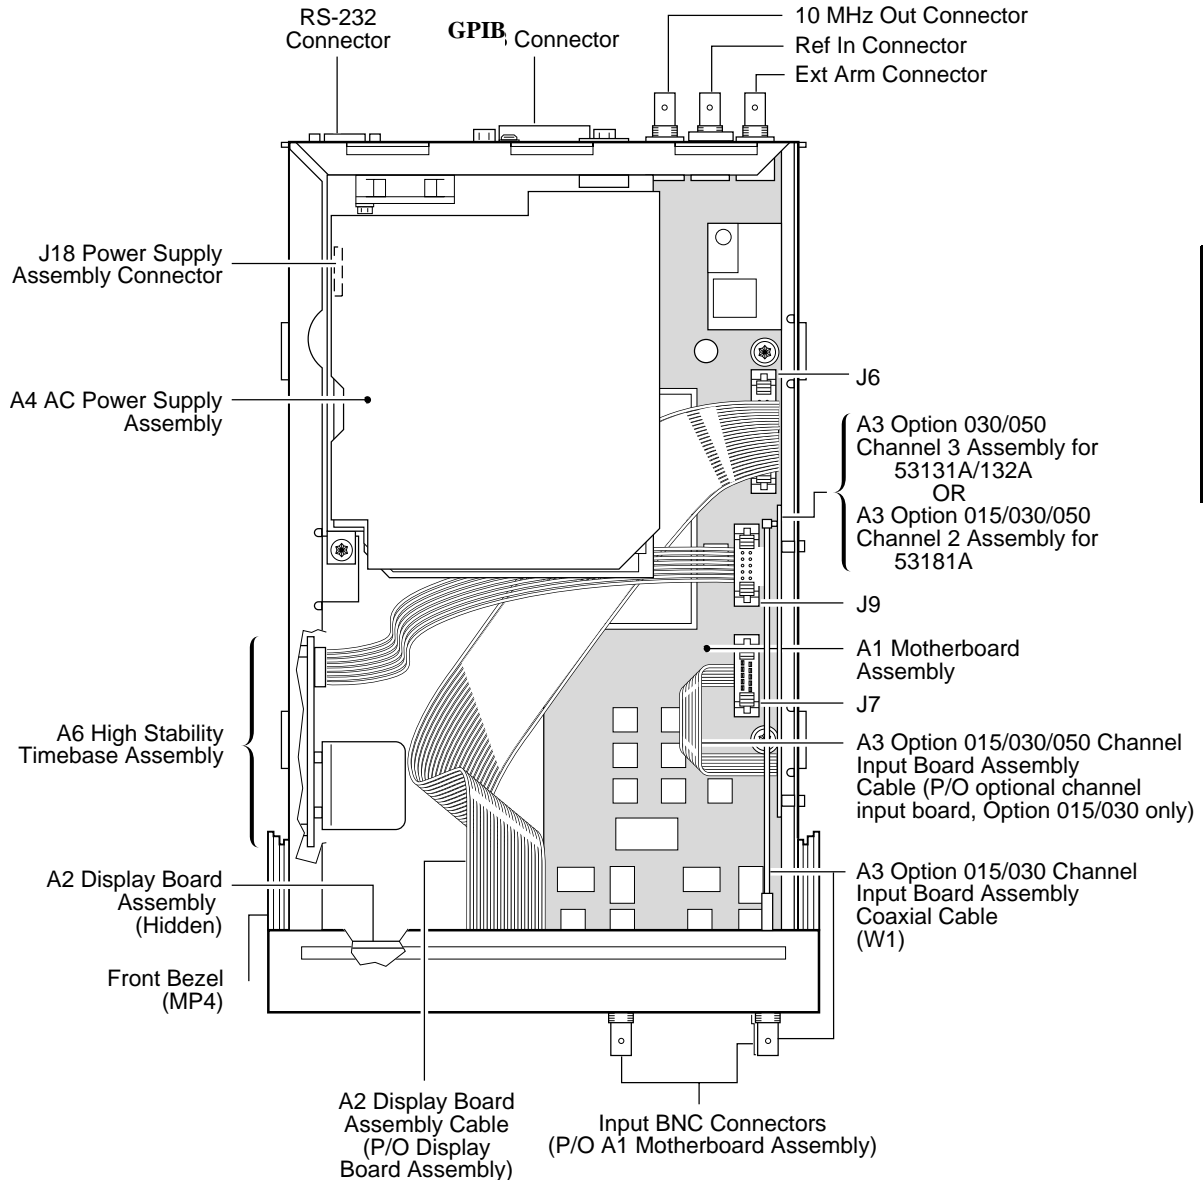 RS-232
Connector
GPIB Connector
10 MHz Out Connector
Ref In Connector
Ext Arm Connector
J18 Power Supply
Assembly Connector
A4 AC Power Supply
Assembly
J6
A3 Option 030/050
Channel 3 Assembly for
53131A/132A
OR
A3 Option 015/030/050
Channel 2 Assembly for
53181A
J9
A1 Motherboard
Assembly
J7
A6 High Stability
Timebase Assembly
A3 Option 015/030/050 Channel
Input Board Assembly
Cable (P/O optional channel
input board, Option 015/030 only)
A2 Display Board
Assembly
(Hidden)
A3 Option 015/030 Channel
Input Board Assembly
Coaxial Cable
(W1)
Front Bezel
(MP4)
A2 Display Board
Assembly Cable
(P/O Display
Board Assembly)
Input BNC Connectors
(P/O A1 Motherboard Assembly)